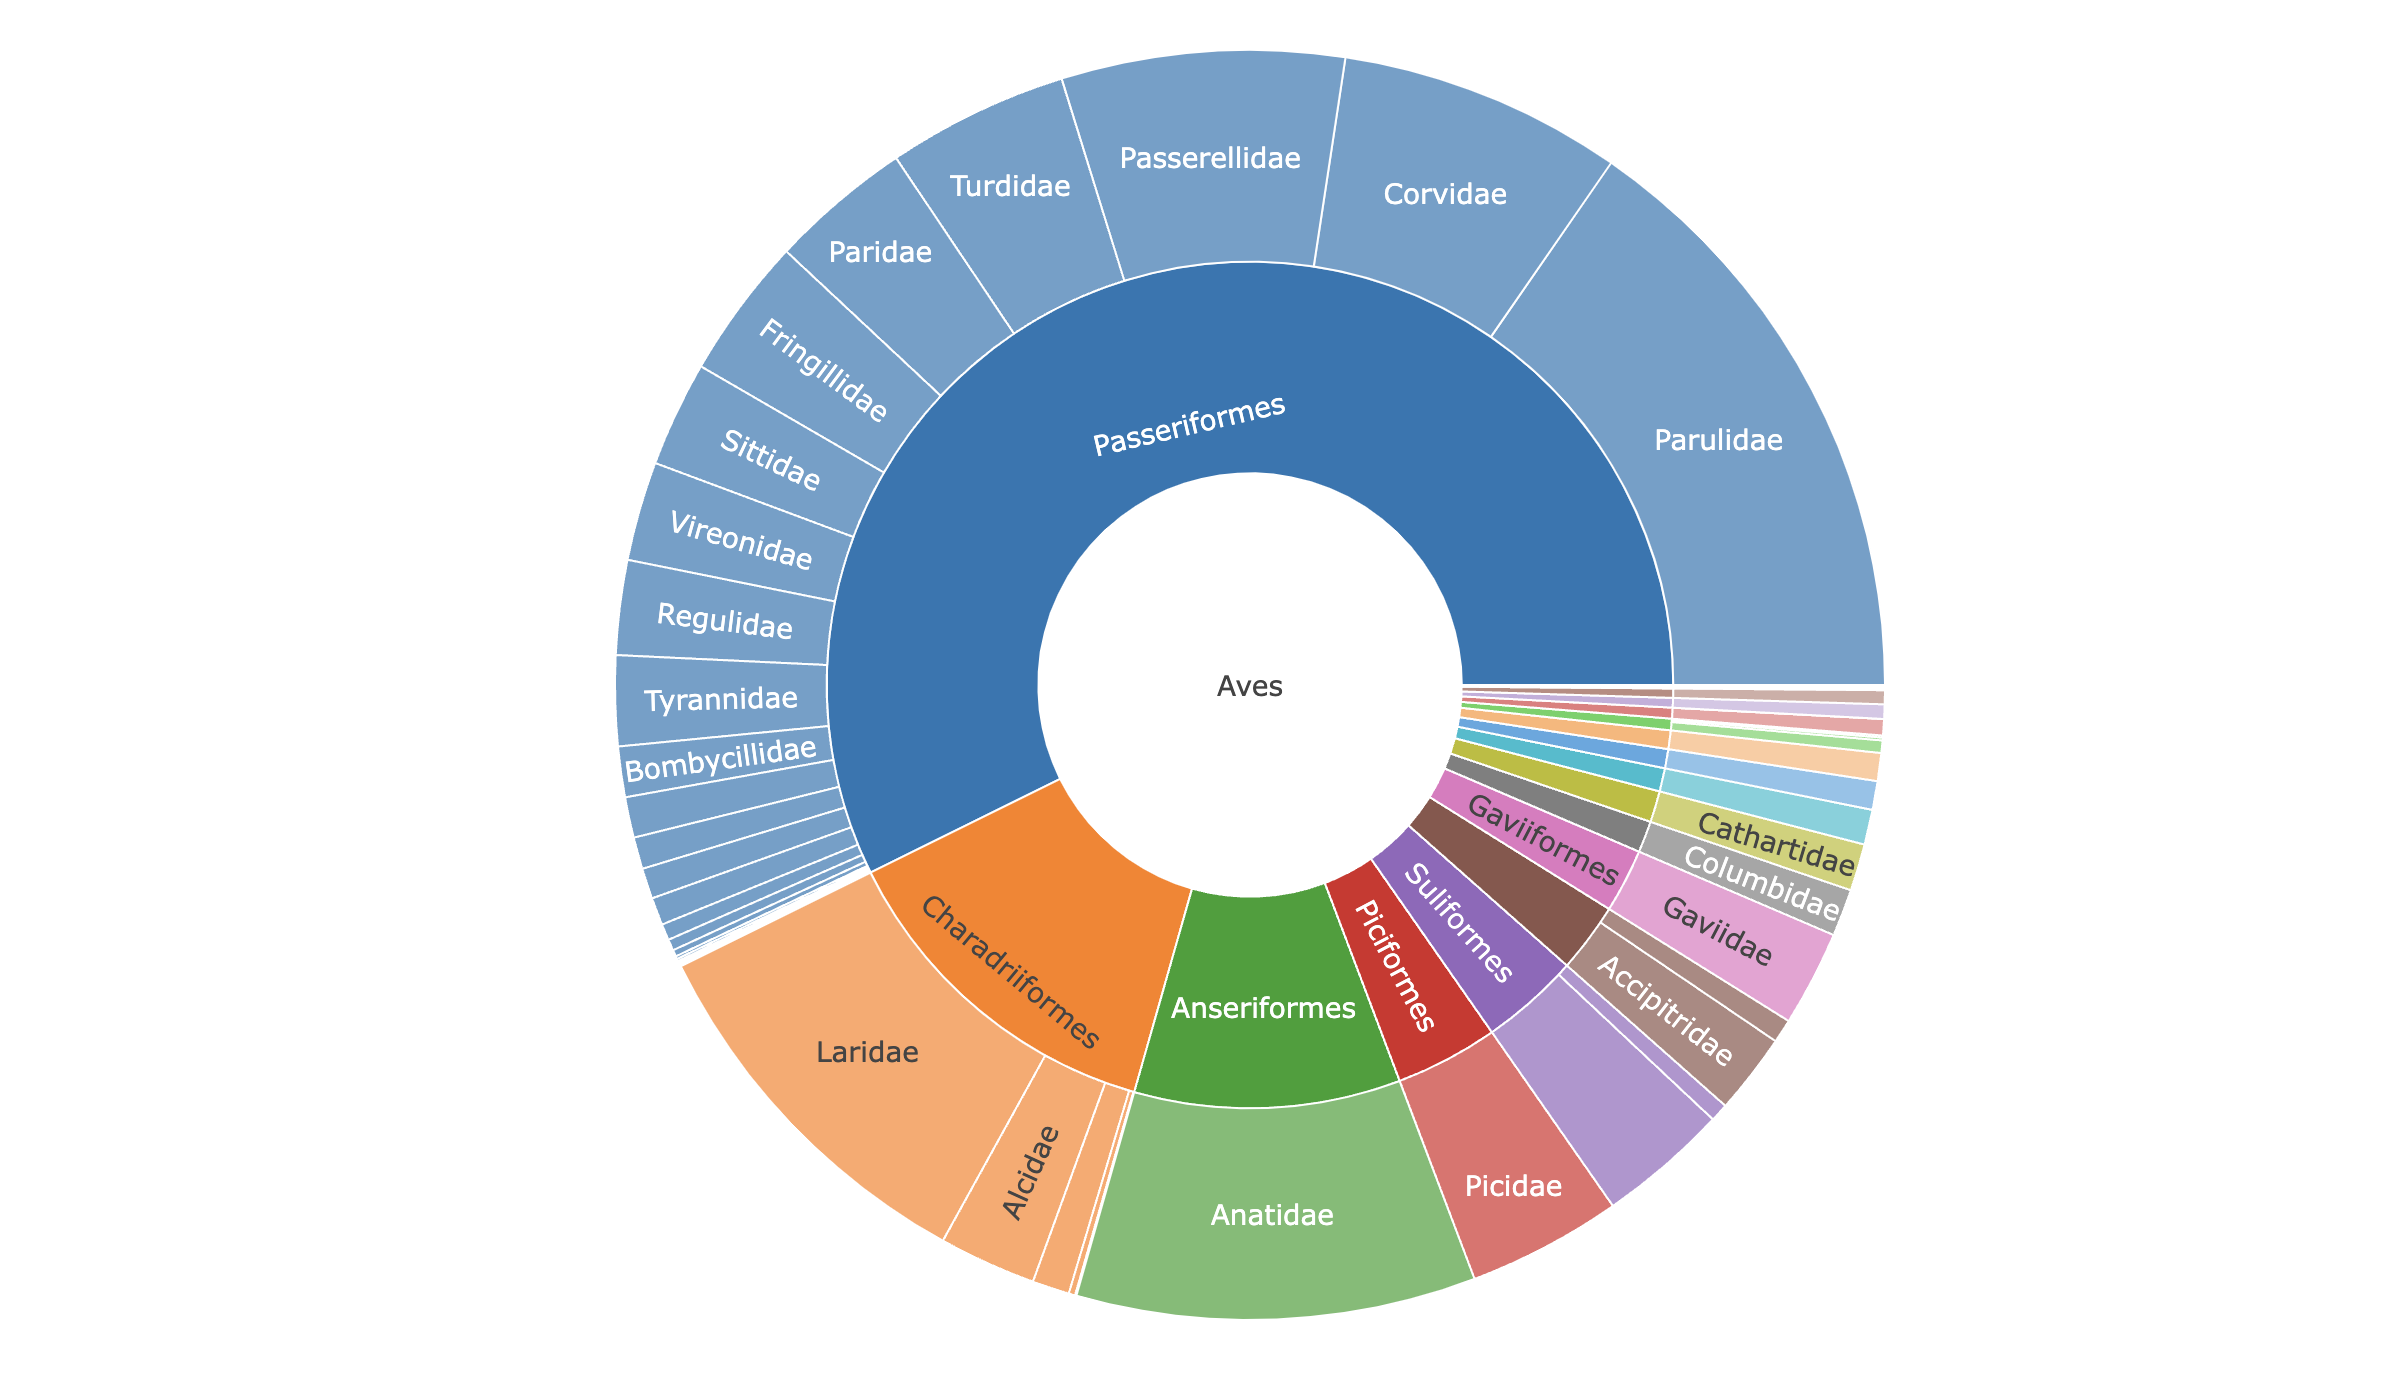 Passerellidae
Turdidae
Corvidae
Paridae
Fringillidae
Passeriformes
Parulidae
Sittidae
Vireonidae
Regulidae
Aves
Tyrannidae
Bombycillidae
Cathartidae
Gaviiformes
Columbidae
Suliformes
Gaviidae
Charadriiformes
Piciformes
Accipitridae
Anseriformes
Laridae
Alcidae
Picidae
Anatidae